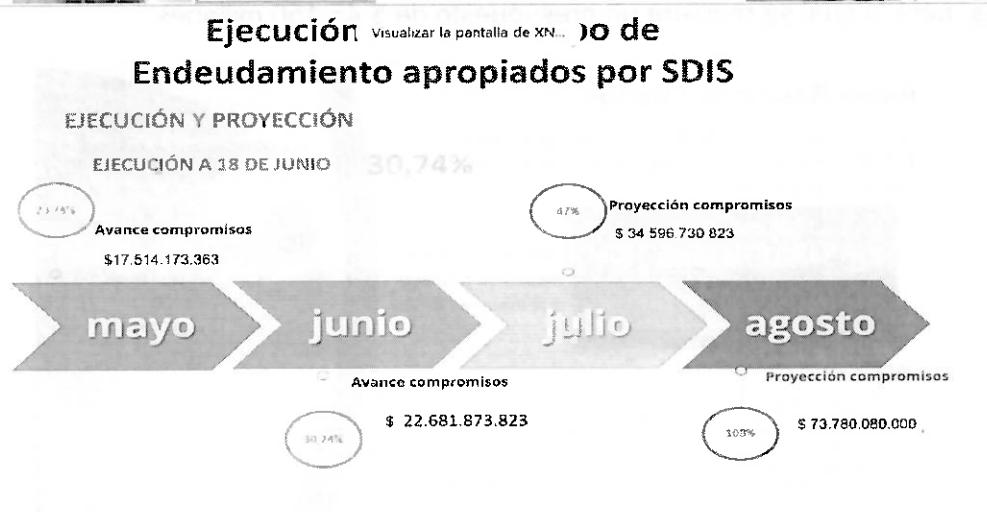 Ejecución Visualizar la pantalla de XN... o de
Endeudamiento apropiados por SDIS
EJECUCIÓN Y PROYECCIÓN
EJECUCIÓN A 18 DE JUNIO
30,74%
47%
Proyección compromisos
$ 34 596.730 823
Avance compromisos
$17.514.173.363
mayo
junio
julio
agosto
Avance compromisos
$ 22.681.873.823
30,74%
Proyección compromisos
$ 73.780.080.000